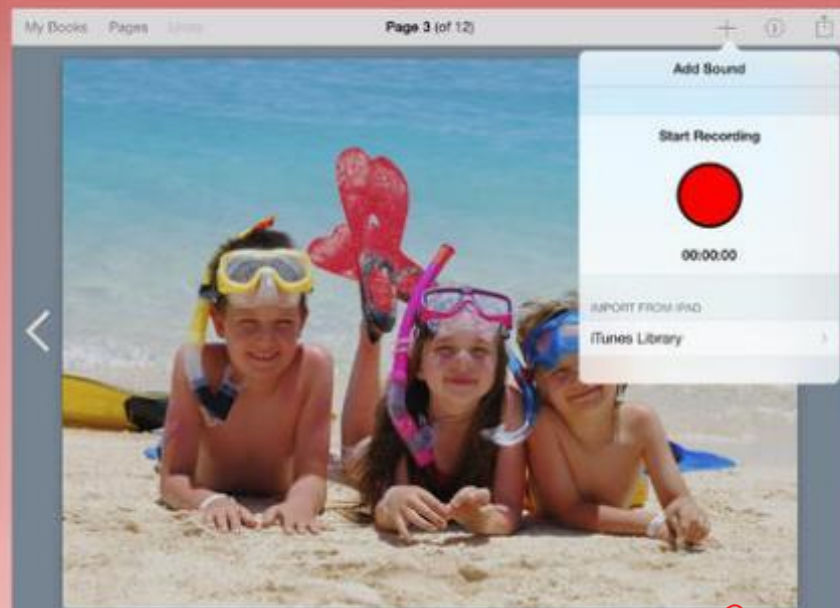 My Books Pages Undo Page 3 (of 12)
Add Sound
Start Recording
00:00:00
IMPORT FROM IPAD
iTunes Library